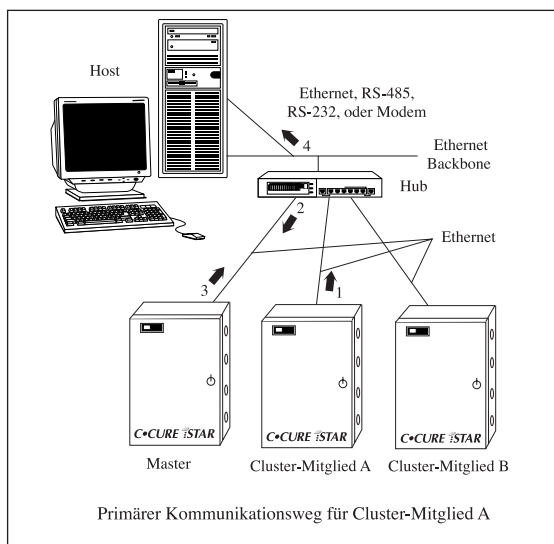 Host
Ethernet, RS-485,
RS-232, oder Modem
4
Ethernet
Backbone
Hub
2
Ethernet
3
1
C•CURE iSTAR
C•CURE iSTAR
C•CURE iSTAR
Master
Cluster-Mitglied A
Cluster-Mitglied B
Primärer Kommunikationsweg für Cluster-Mitglied A